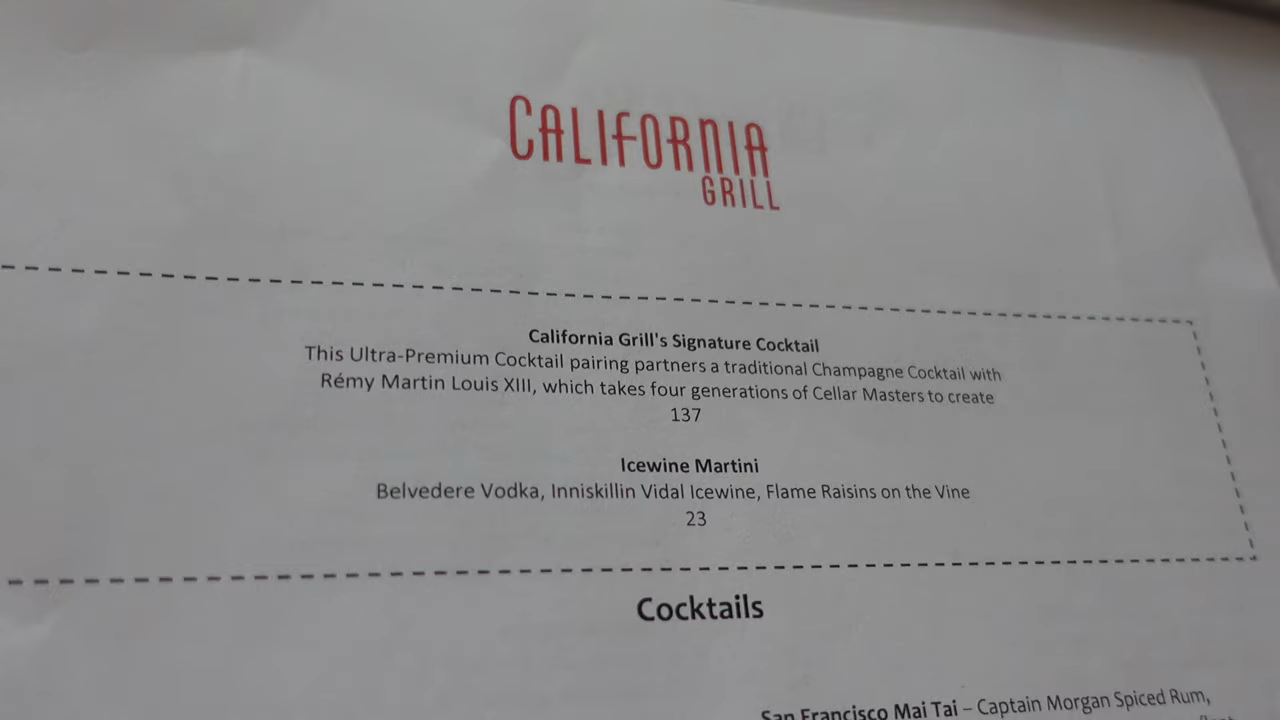 CALIFORNIA
GRILL
California Grill's Signature Cocktail
This Ultra-Premium Cocktail pairing partners a traditional Champagne Cocktail with
Rémy Martin Louis XIII, which takes four generations of Cellar Masters to create
137
Icewine Martini
Belvedere Vodka, Inniskillin Vidal Icewine, Flame Raisins on the Vine
23
Cocktails
San Francisco Mai Tai – Captain Morgan Spiced Rum,